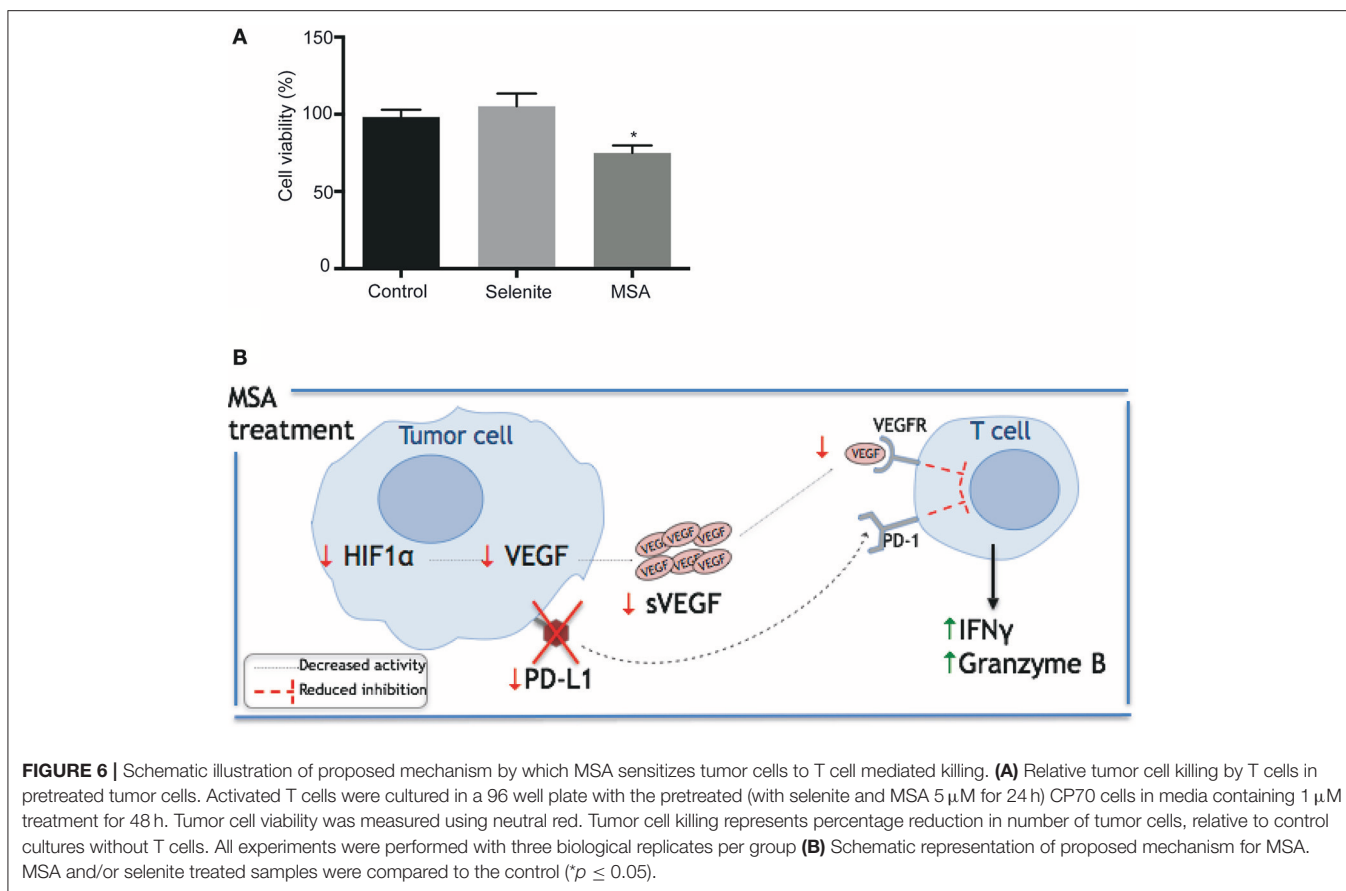 A
150
100
50
0
Cell viability (%)
*
Control Selenite MSA
B
MSA
treatment
Tumor cell
VEGFR
T cell
VEGF
PD-1
↓ HIF1α ↓ VEGF
VEGF VEGF VEGF
VEGF VEGF VEGF
↓ sVEGF
↓PD-L1
↑IFNγ
↑Granzyme B
Decreased activity
Reduced inhibition
FIGURE 6 | Schematic illustration of proposed mechanism by which MSA sensitizes tumor cells to T cell mediated killing. (A) Relative tumor cell killing by T cells in
pretreated tumor cells. Activated T cells were cultured in a 96 well plate with the pretreated (with selenite and MSA 5 μM for 24 h) CP70 cells in media containing 1 μM
treatment for 48 h. Tumor cell viability was measured using neutral red. Tumor cell killing represents percentage reduction in number of tumor cells, relative to control
cultures without T cells. All experiments were performed with three biological replicates per group (B) Schematic representation of proposed mechanism for MSA.
MSA and/or selenite treated samples were compared to the control (*p ≤ 0.05).